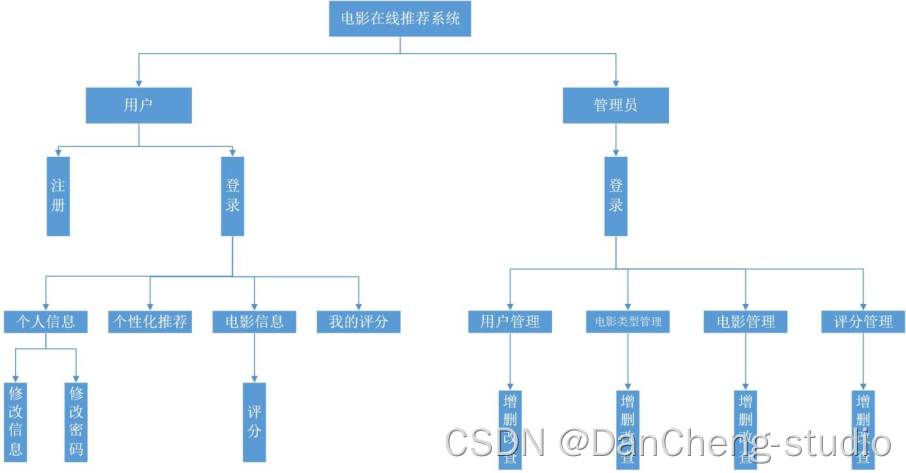 电影在线推荐系统
用户
管理员
注册
登录
登录
个人信息
个性化推荐
电影信息
我的评分
用户管理
电影类型管理
电影管理
评分管理
修改信息
修改密码
评分
增删改查
增删改查
增删改查
增删改查
CSDN @DanCheng-studio